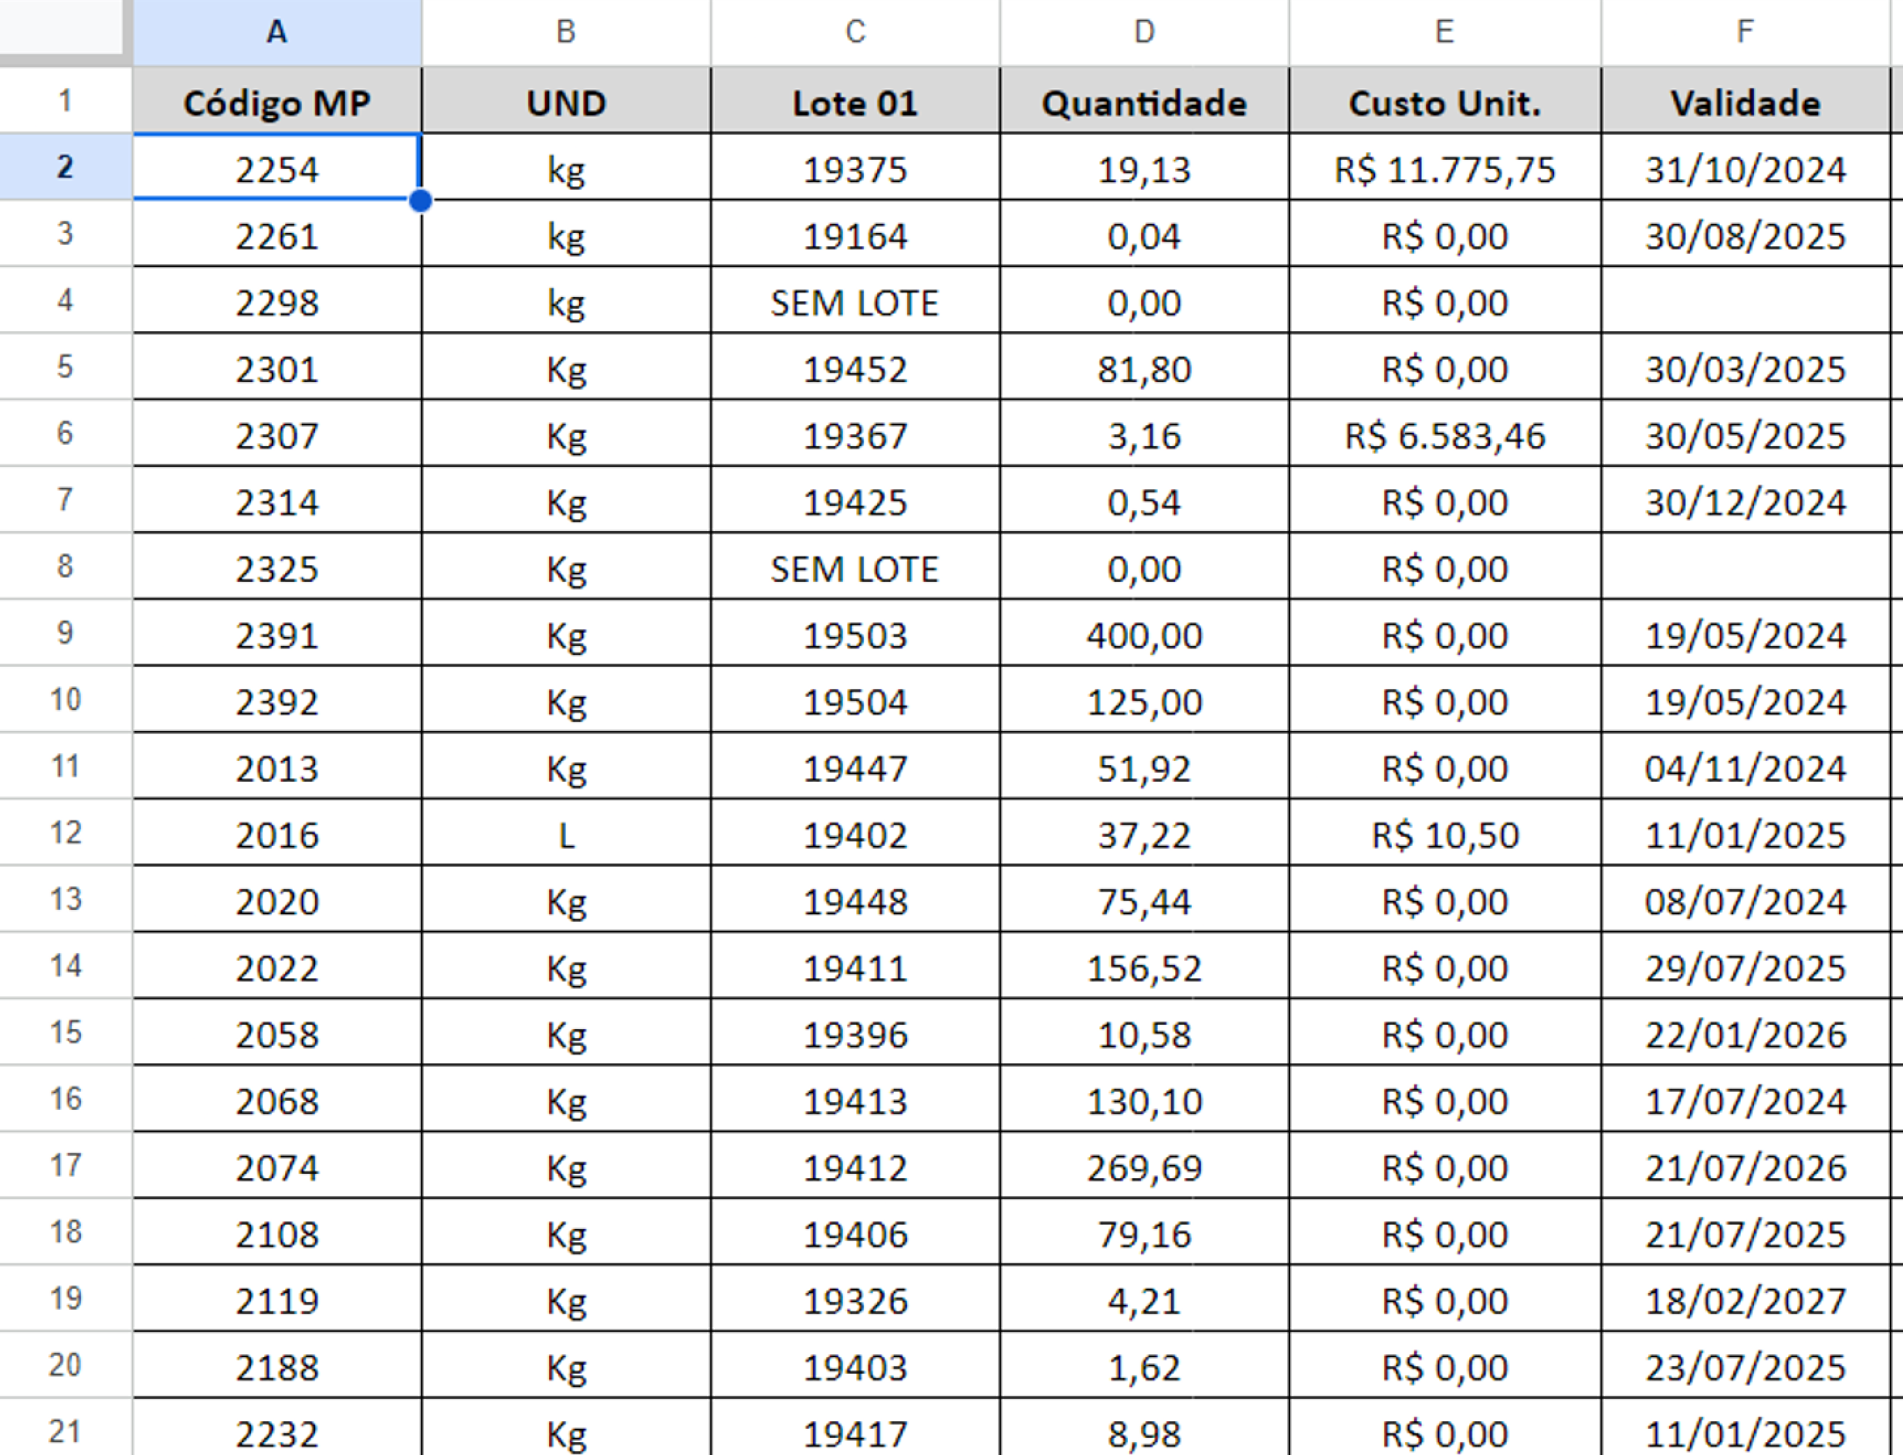 A B C D E F
1 Código MP UND Lote 01 Quantidade Custo Unit. Validade
2 2254 kg 19375 19,13 R$ 11.775,75 31/10/2024
3 2261 kg 19164 0,04 R$ 0,00 30/08/2025
4 2298 kg SEM LOTE 0,00 R$ 0,00
5 2301 Kg 19452 81,80 R$ 0,00 30/03/2025
6 2307 Kg 19367 3,16 R$ 6.583,46 30/05/2025
7 2314 Kg 19425 0,54 R$ 0,00 30/12/2024
8 2325 Kg SEM LOTE 0,00 R$ 0,00
9 2391 Kg 19503 400,00 R$ 0,00 19/05/2024
10 2392 Kg 19504 125,00 R$ 0,00 19/05/2024
11 2013 Kg 19447 51,92 R$ 0,00 04/11/2024
12 2016 L 19402 37,22 R$ 10,50 11/01/2025
13 2020 Kg 19448 75,44 R$ 0,00 08/07/2024
14 2022 Kg 19411 156,52 R$ 0,00 29/07/2025
15 2058 Kg 19396 10,58 R$ 0,00 22/01/2026
16 2068 Kg 19413 130,10 R$ 0,00 17/07/2024
17 2074 Kg 19412 269,69 R$ 0,00 21/07/2026
18 2108 Kg 19406 79,16 R$ 0,00 21/07/2025
19 2119 Kg 19326 4,21 R$ 0,00 18/02/2027
20 2188 Kg 19403 1,62 R$ 0,00 23/07/2025
21 2232 Kg 19417 8,98 R$ 0,00 11/01/2025